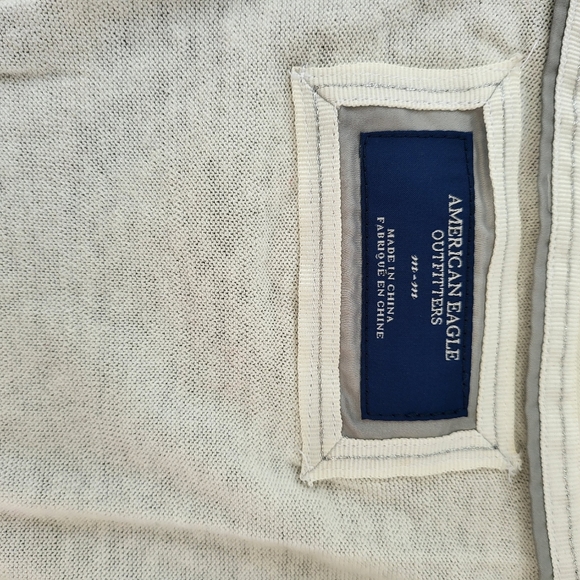 AMERICAN EAGLE
OUTFITTERS
m-m
MADE IN CHINA
FABRIQUÉ EN CHINE